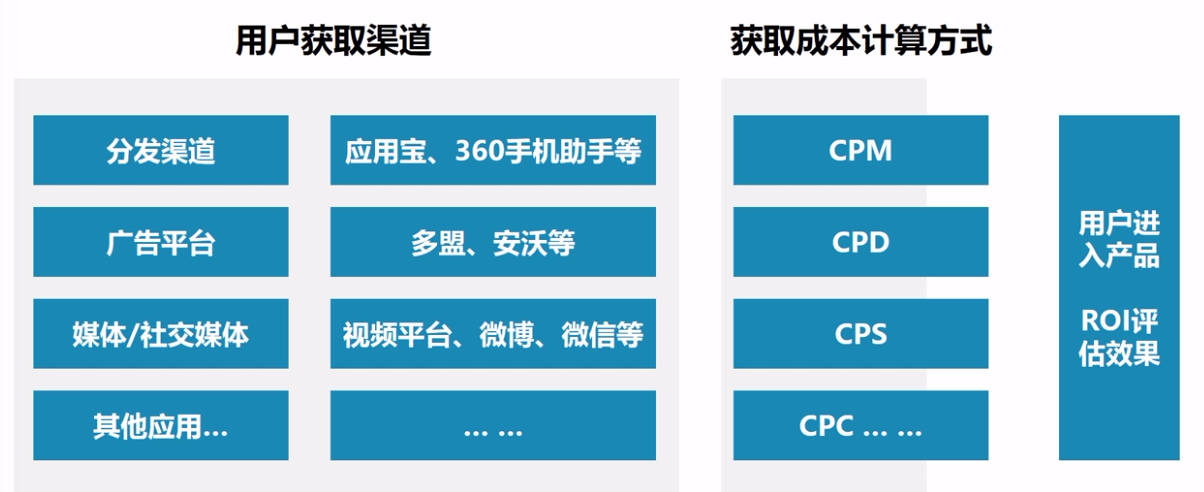 用户获取渠道
获取成本计算方式
分发渠道
应用宝、360手机助手等
CPM
广告平台
多盟、安沃等
CPD
媒体/社交媒体
视频平台、微博、微信等
CPS
其他应用…
… …
CPC … …
用户进
入产品
ROI评
估效果